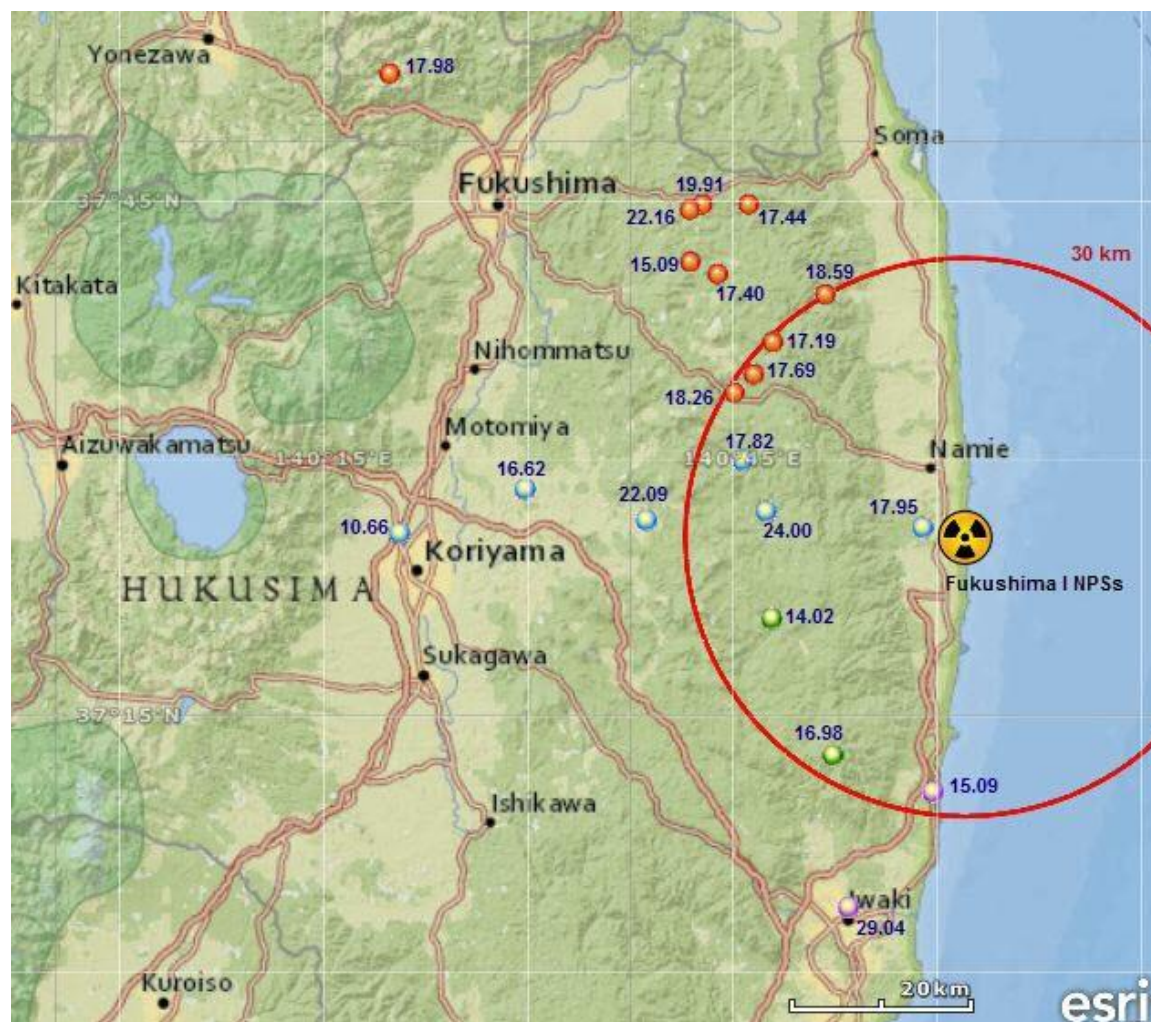 Yonezawa
17.98
Soma
Fukushima
19.91
37°45'N
22.16
17.44
15.09
30 km
17.40
18.59
Kitakata
17.19
Nihommatsu
17.69
18.26
Motomiya
17.82
Aizuwakamatsu
140°15'E
140°45'E
Namie
16.62
22.09
17.95
10.66
24.00
Koriyama
Fukushima I NPSs
HUKUSIMA
14.02
Sukagawa
37°15'N
16.98
15.09
Ishikawa
Iwaki
29.04
Kuroiso
20km
esri